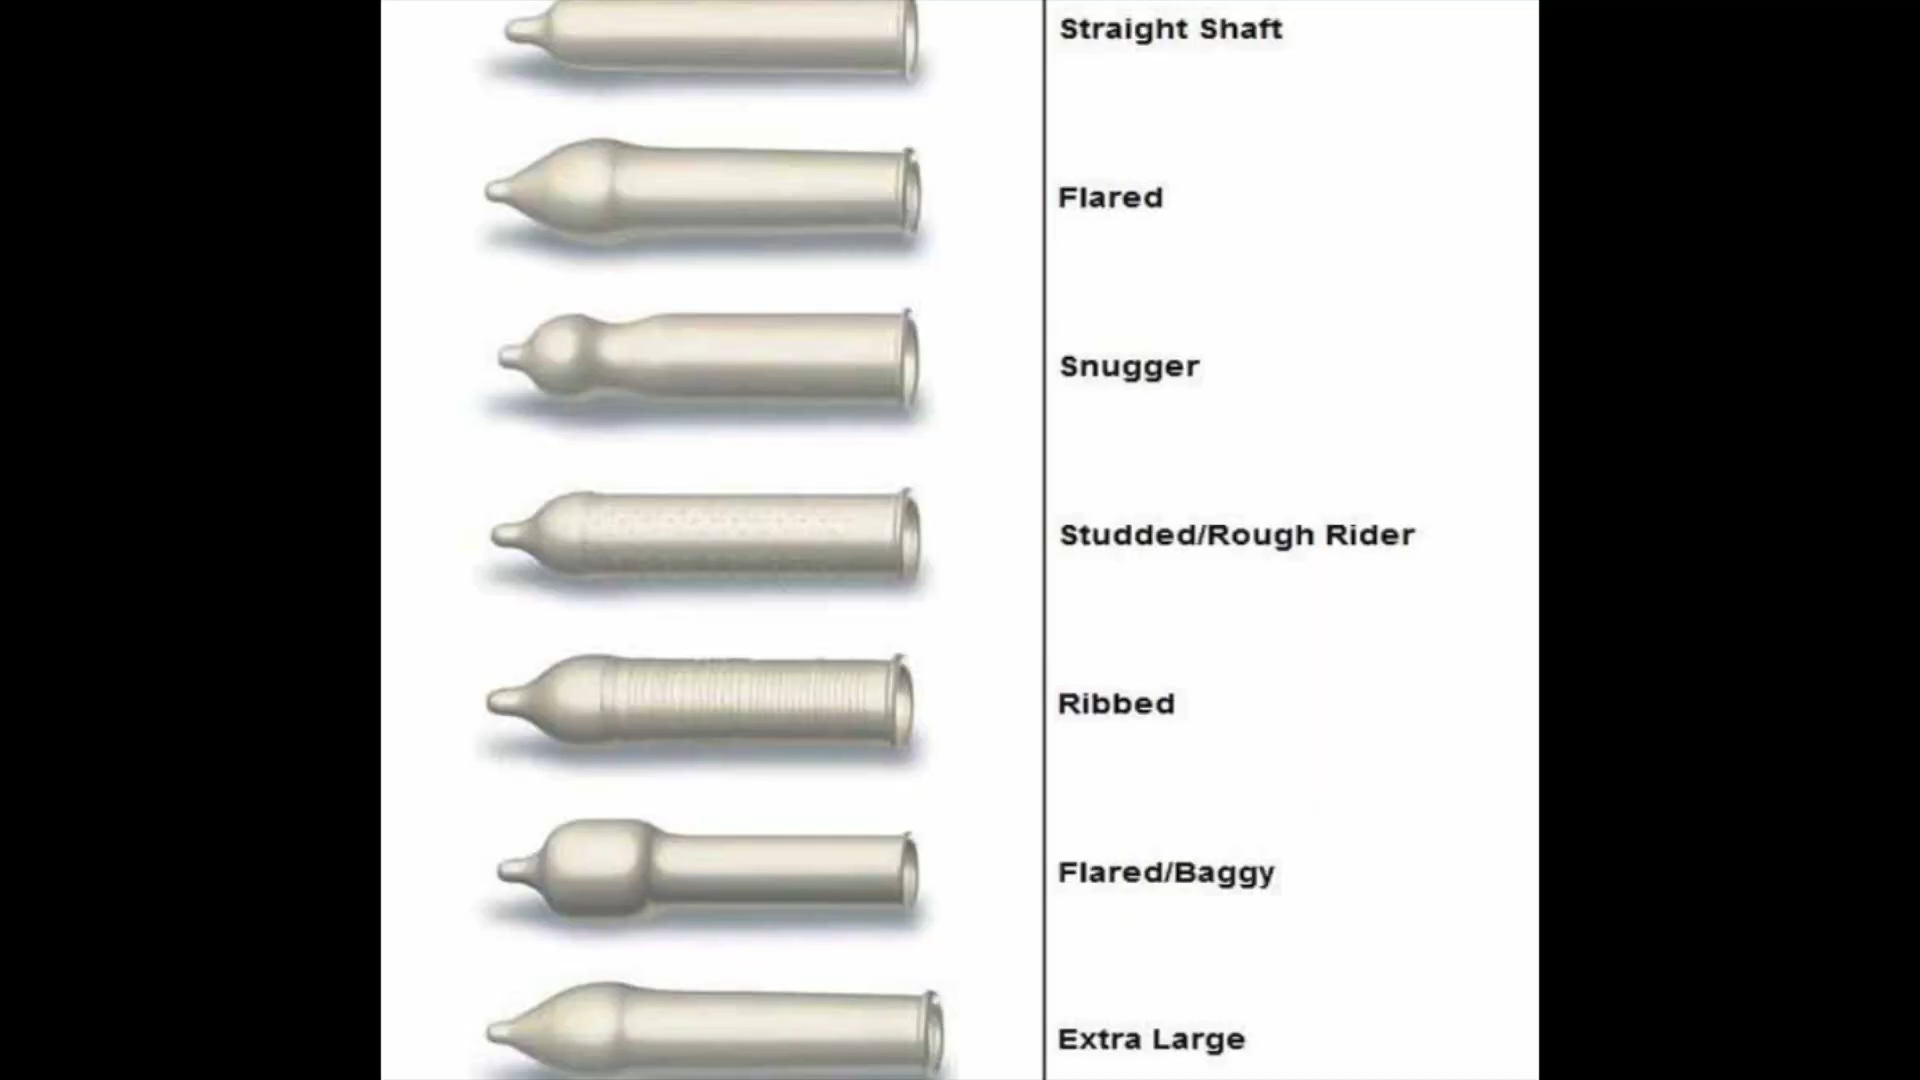 Straight Shaft
Flared
Snugger
Studded/Rough Rider
Ribbed
Flared/Baggy
Extra Large